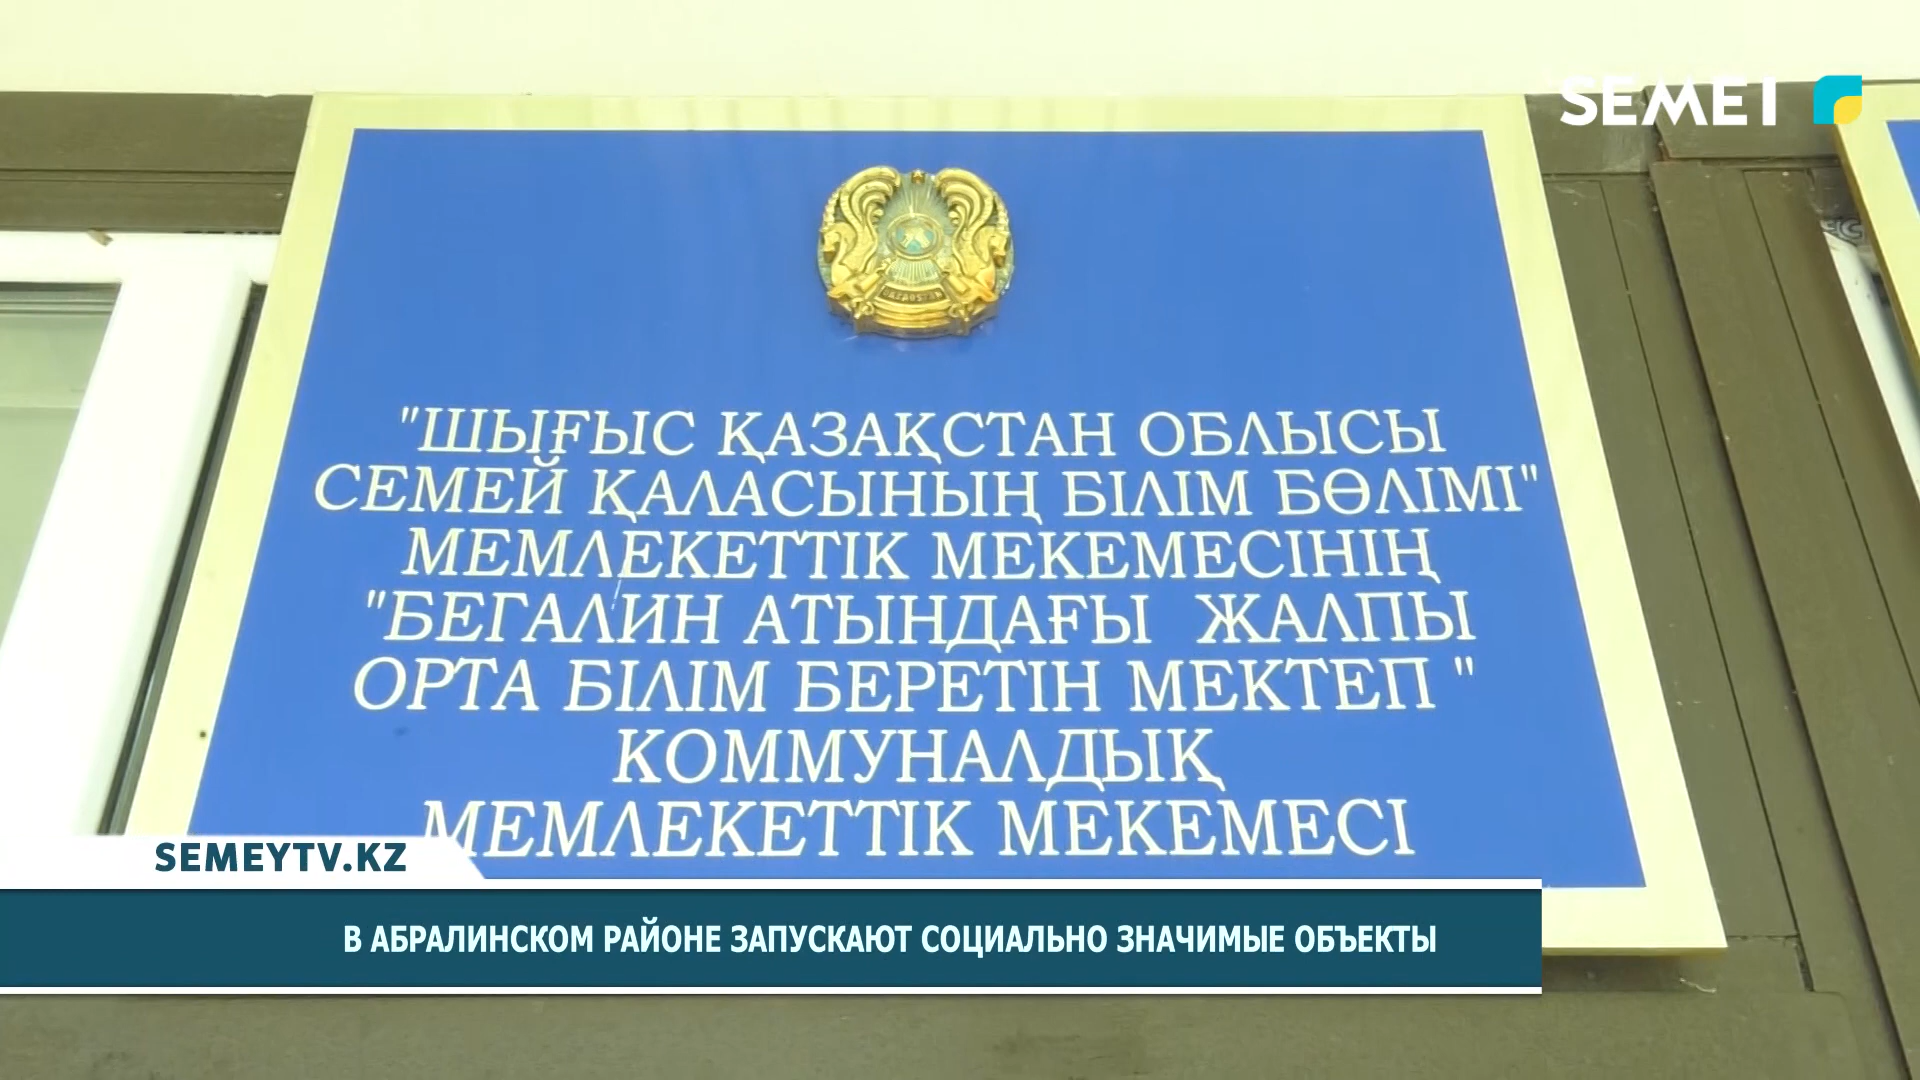 SEMEI
"ШЫҒЫС ҚАЗАҚСТАН ОБЛЫСЫ
СЕМЕЙ ҚАЛАСЫНЫҢ БІЛІМ БӨЛІМІ"
МЕМЛЕКЕТТІК МЕКЕМЕСІНІҢ
"БЕГАЛИН АТЫНДАҒЫ ЖАЛПЫ
ОРТА БІЛІМ БЕРЕТІН МЕКТЕП "
КОММУНАЛДЫҚ
МЕМЛЕКЕТТІК МЕКЕМЕСІ
SEMEYTV.KZ
В АБРАЛИНСКОМ РАЙОНЕ ЗАПУСКАЮТ СОЦИАЛЬНО ЗНАЧИМЫЕ ОБЪЕКТЫ